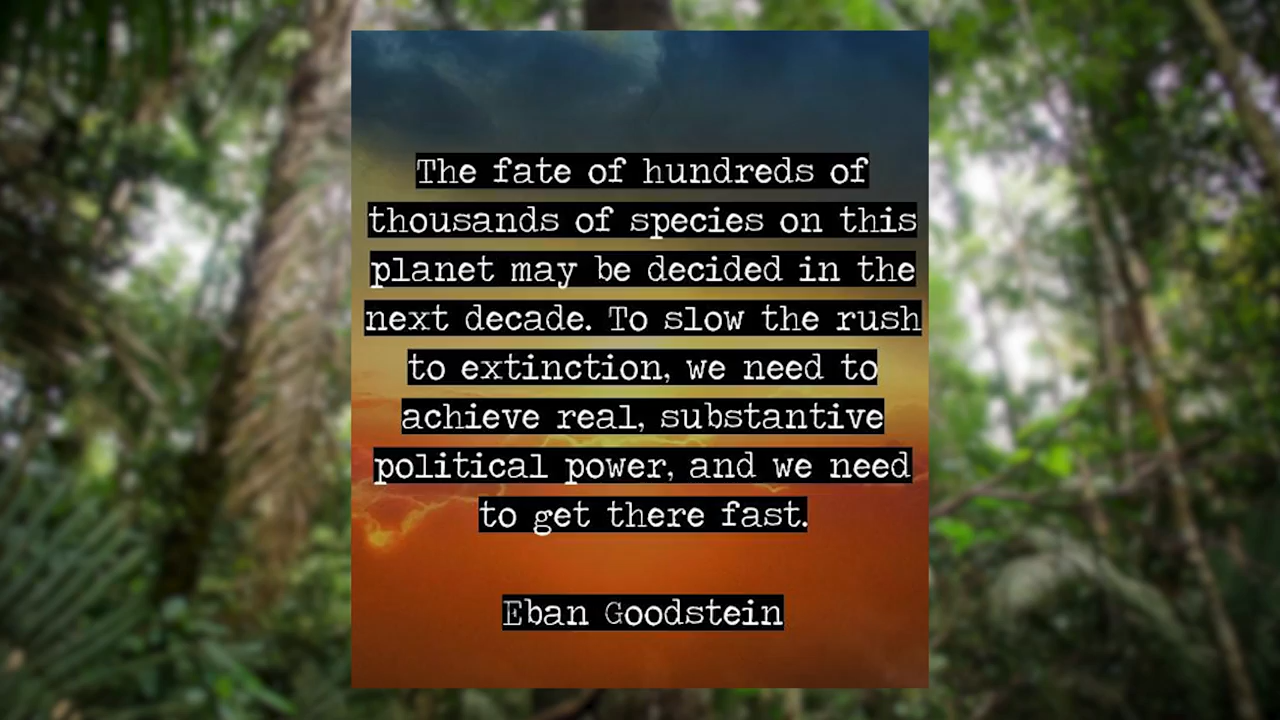 The fate of hundreds of
thousands of species on this
planet may be decided in the
next decade. To slow the rush
to extinction, we need to
achieve real, substantive
political power, and we need
to get there fast.
Eban Goodstein